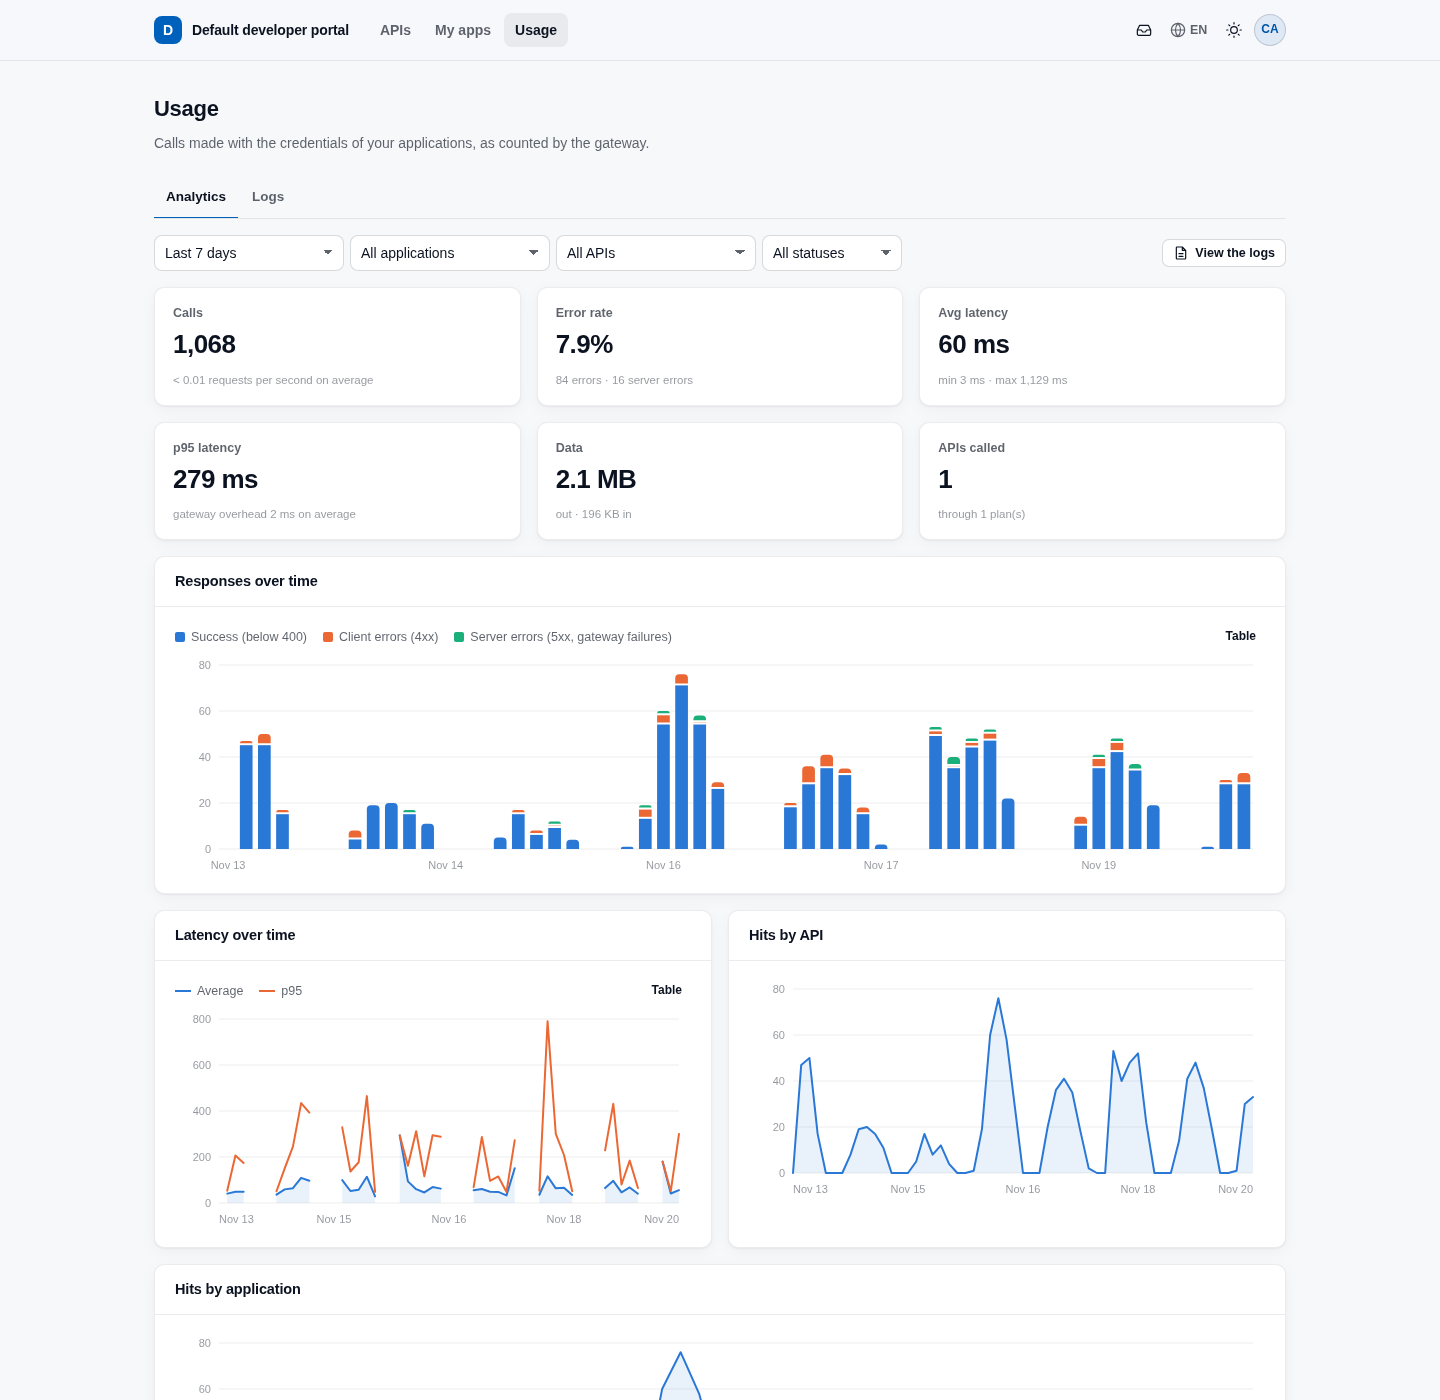 D Default developer portal APIs My apps Usage EN CA
Usage
Calls made with the credentials of your applications, as counted by the gateway.
Analytics Logs
Last 7 days All applications All APIs All statuses View the logs
Calls Error rate Avg latency
1,068 7.9% 60 ms
< 0.01 requests per second on average 84 errors · 16 server errors min 3 ms · max 1,129 ms
p95 latency Data APIs called
279 ms 2.1 MB 1
gateway overhead 2 ms on average out · 196 KB in through 1 plan(s)
Responses over time
Success (below 400) Client errors (4xx) Server errors (5xx, gateway failures) Table
80
60
40
20
0
Nov 13 Nov 14 Nov 16 Nov 17 Nov 19
Latency over time
Average p95 Table
800
600
400
200
0
Nov 13 Nov 15 Nov 16 Nov 18 Nov 20
Hits by API
80
60
40
20
0
Nov 13 Nov 15 Nov 16 Nov 18 Nov 20
Hits by application
80
60